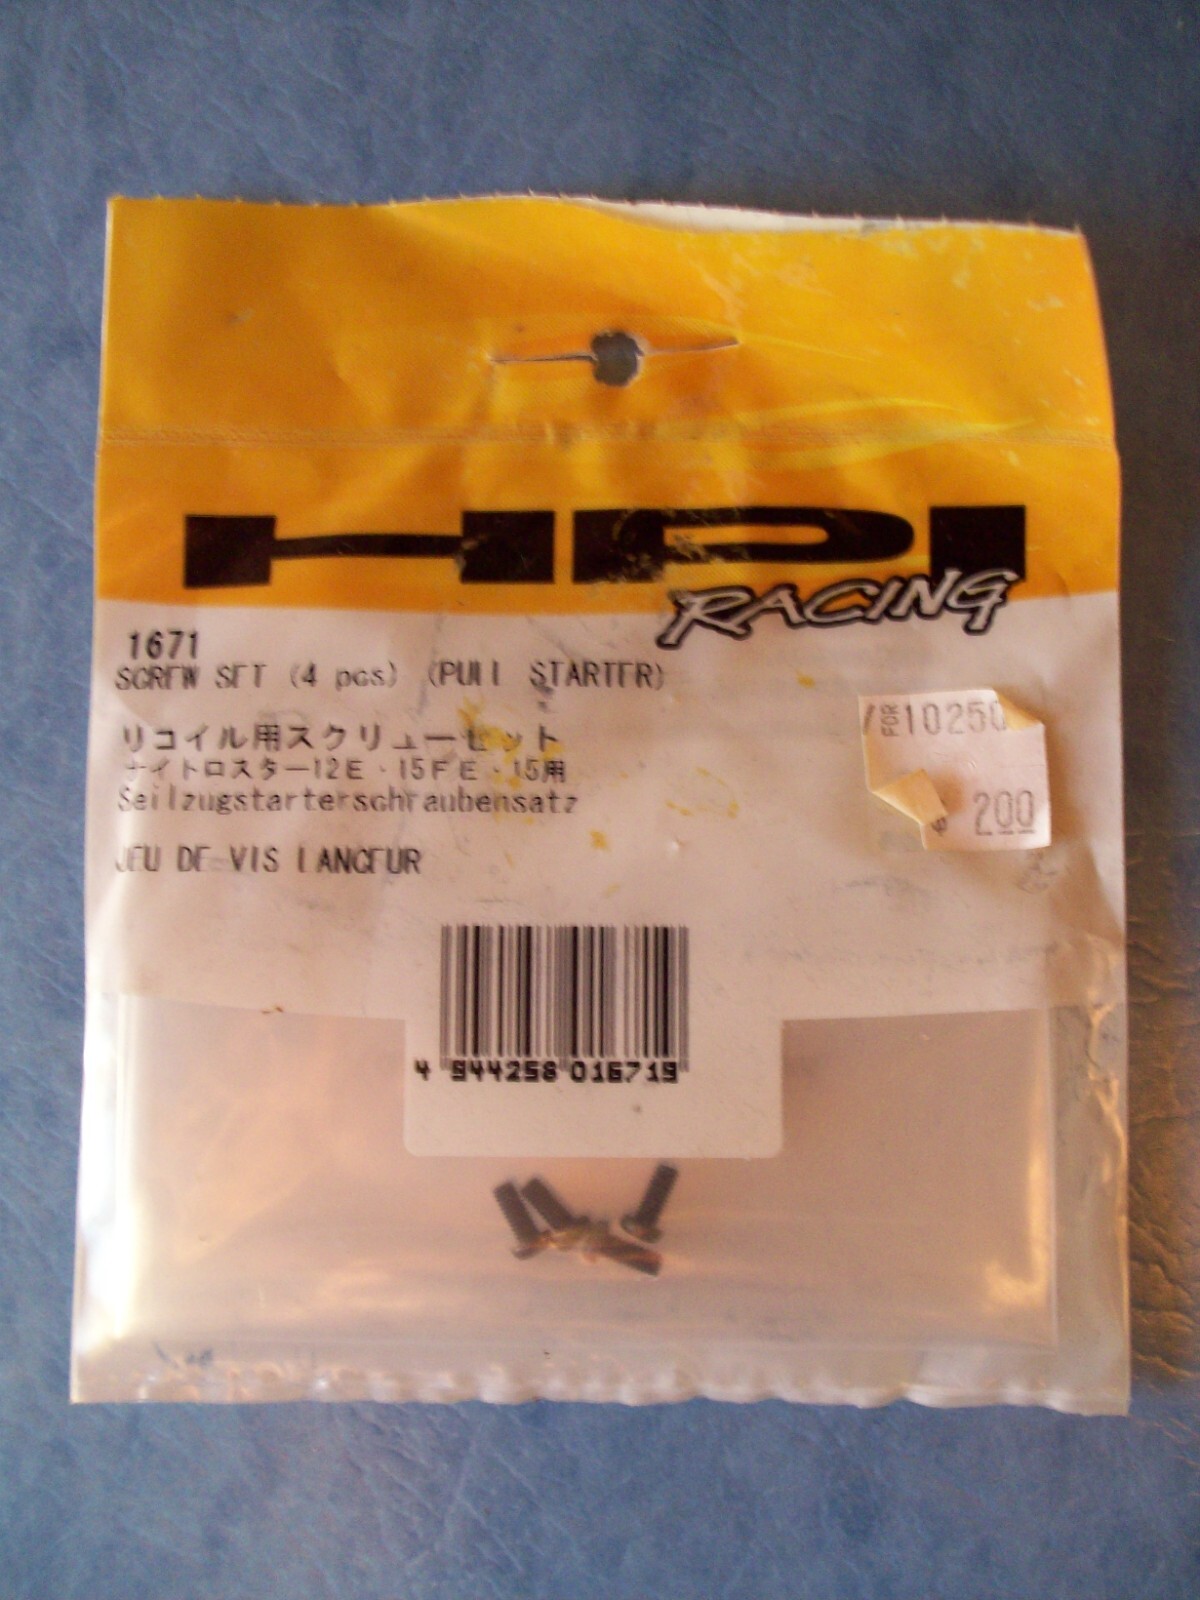 HPI
RACING
1671
SCREW SET (4 pcs) (PULL STARTER)
リコイル用スクリューセット
ナイトロスター12E・15FE・15用
Seilzugstarterschraubensatz
JEU DE VIS LANCEUR
FOR
10250
200
4 944258 016719